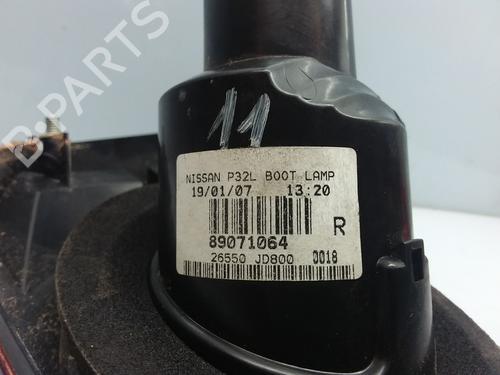 B-PARTS
11
NISSAN P32L BOOT LAMP
19/01/07 13:20
R
89071064
26550 JD800 0018